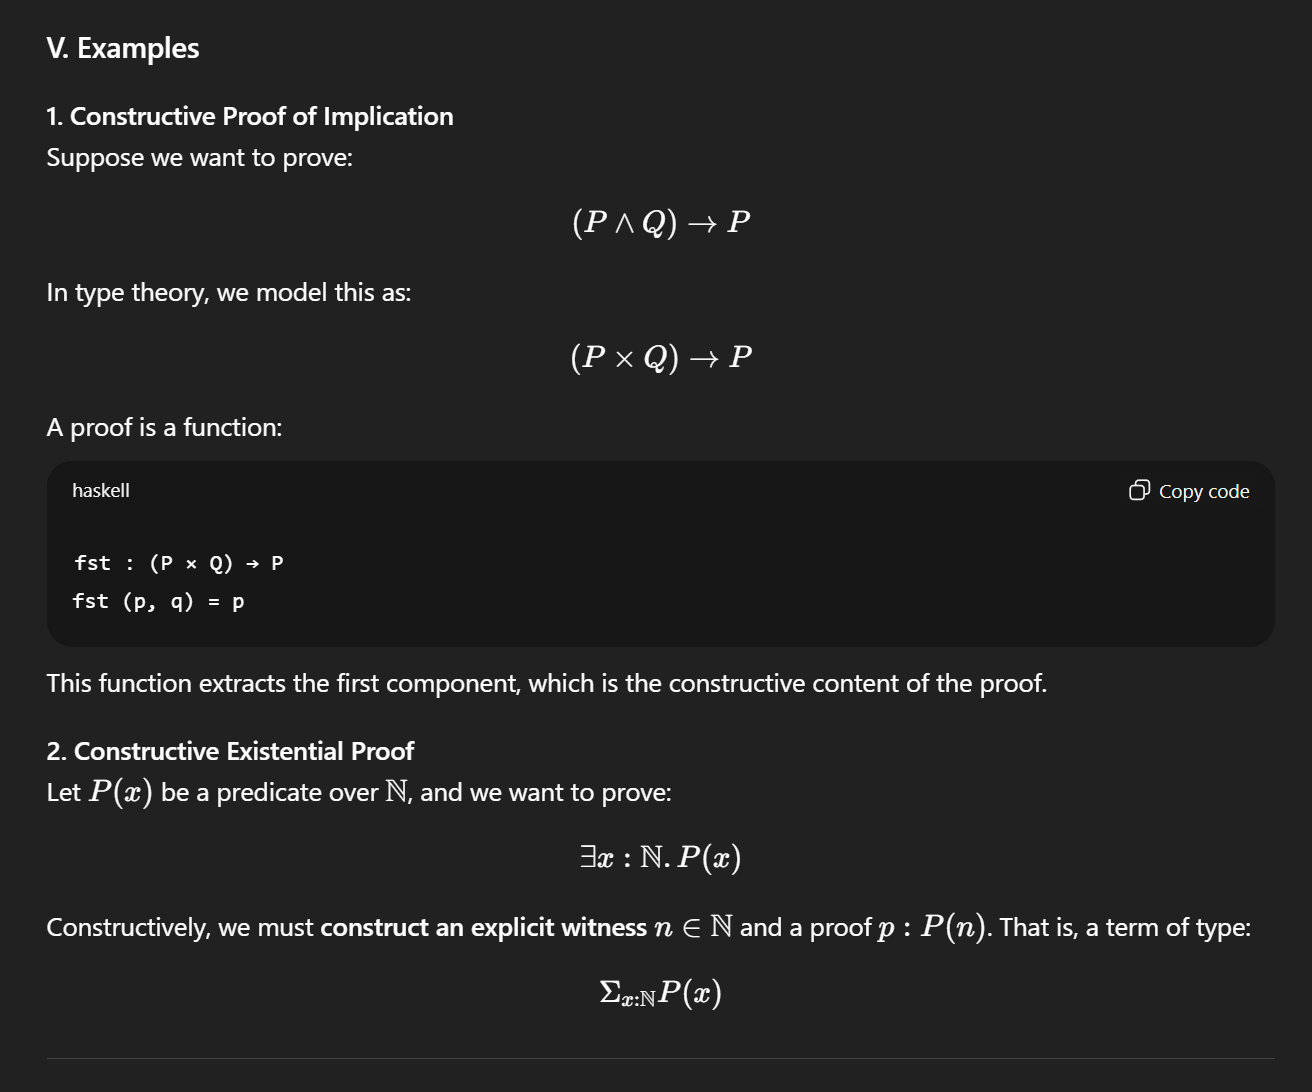 V. Examples
1. Constructive Proof of Implication
Suppose we want to prove:
(P ∧ Q) → P
In type theory, we model this as:
(P × Q) → P
A proof is a function:
haskell
Copy code
fst : (P × Q) → P
fst (p, q) = p
This function extracts the first component, which is the constructive content of the proof.
2. Constructive Existential Proof
Let P(x) be a predicate over ℕ, and we want to prove:
∃x : ℕ. P(x)
Constructively, we must construct an explicit witness n ∈ ℕ and a proof p : P(n). That is, a term of type:
Σx:ℕP(x)